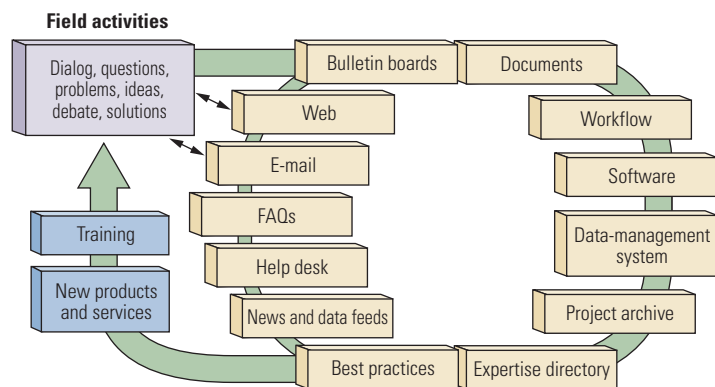 Field activities
Dialog, questions,
problems, ideas,
debate, solutions
Bulletin boards
Documents
Web
Workflow
E-mail
Software
FAQs
Training
Data-management
system
Help desk
New products
and services
News and data feeds
Project archive
Best practices
Expertise directory